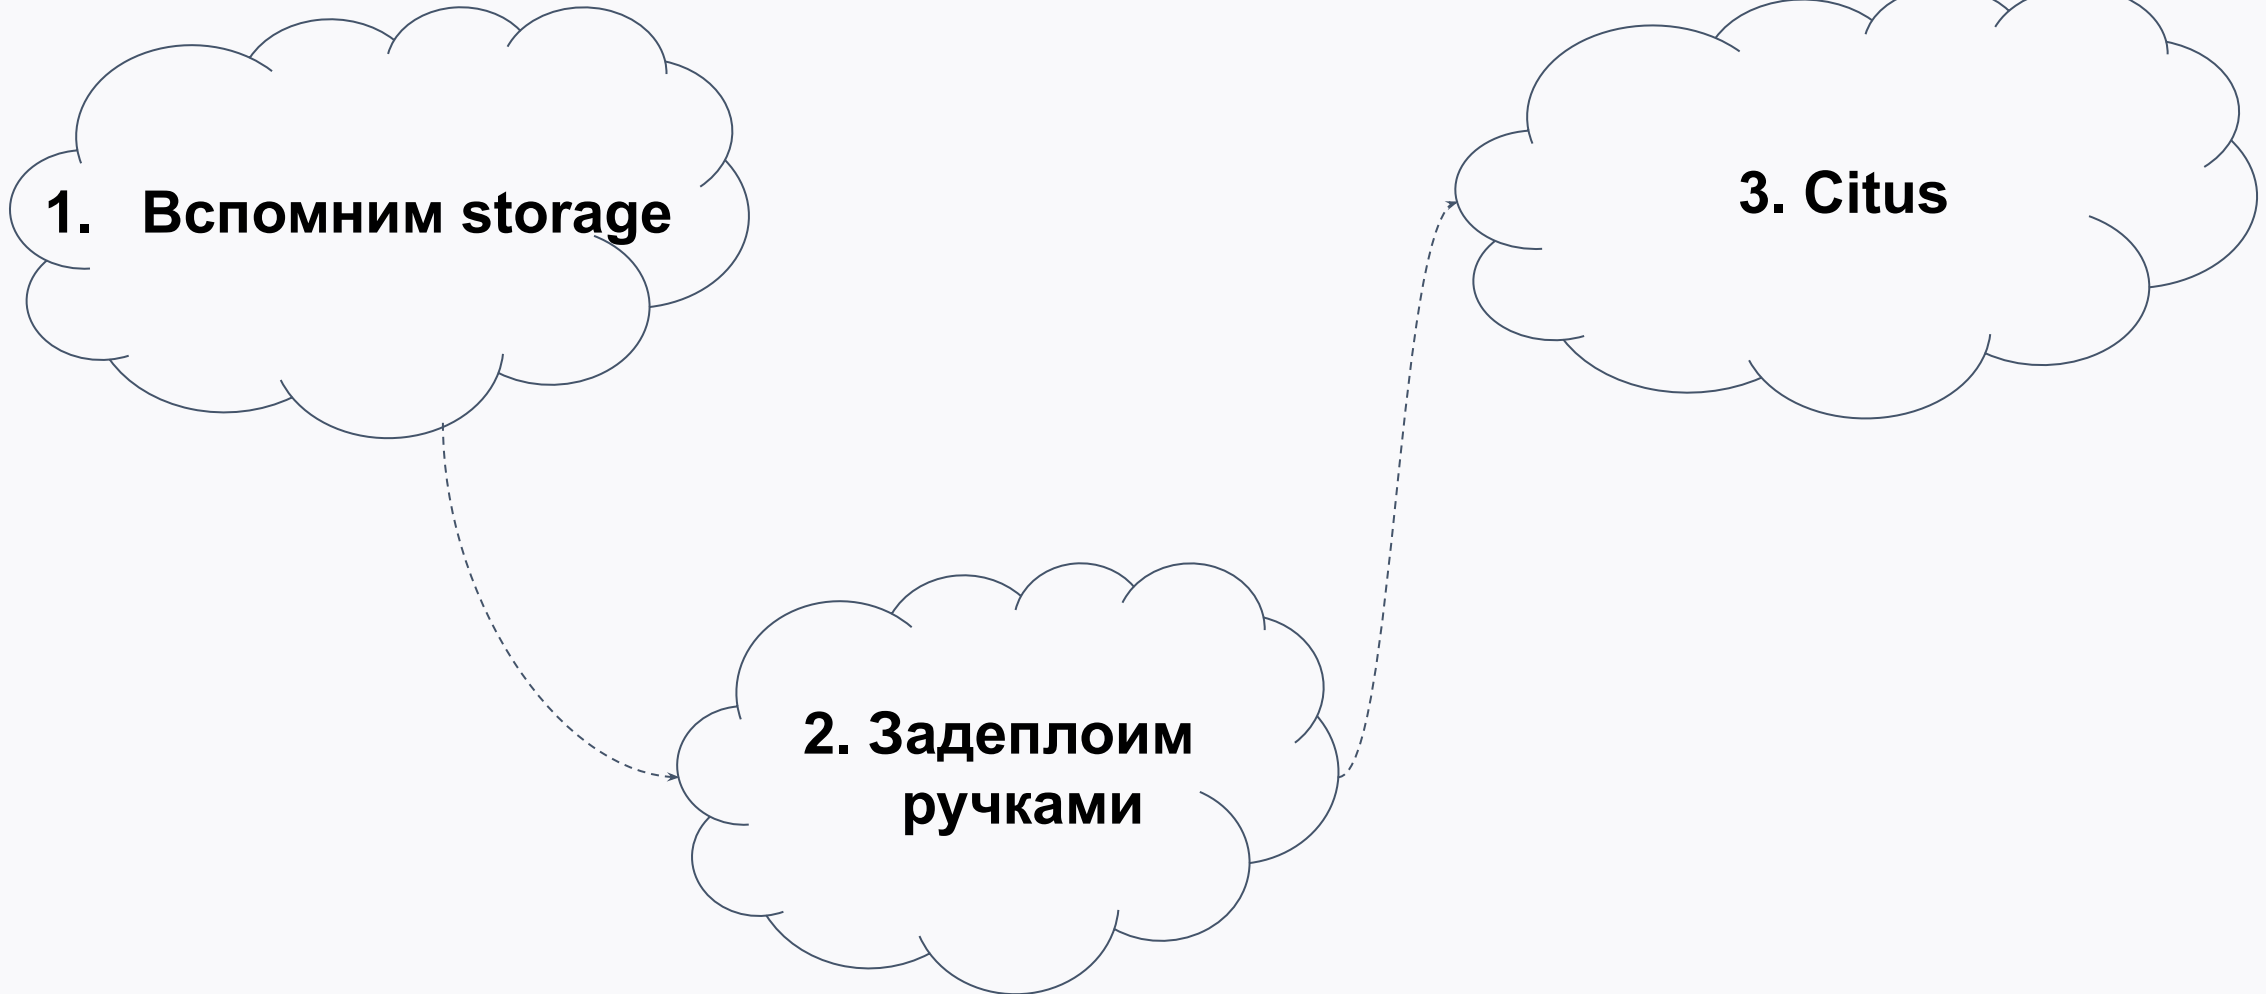 1. Вспомним storage
2. Задеплоим
ручками
3. Citus